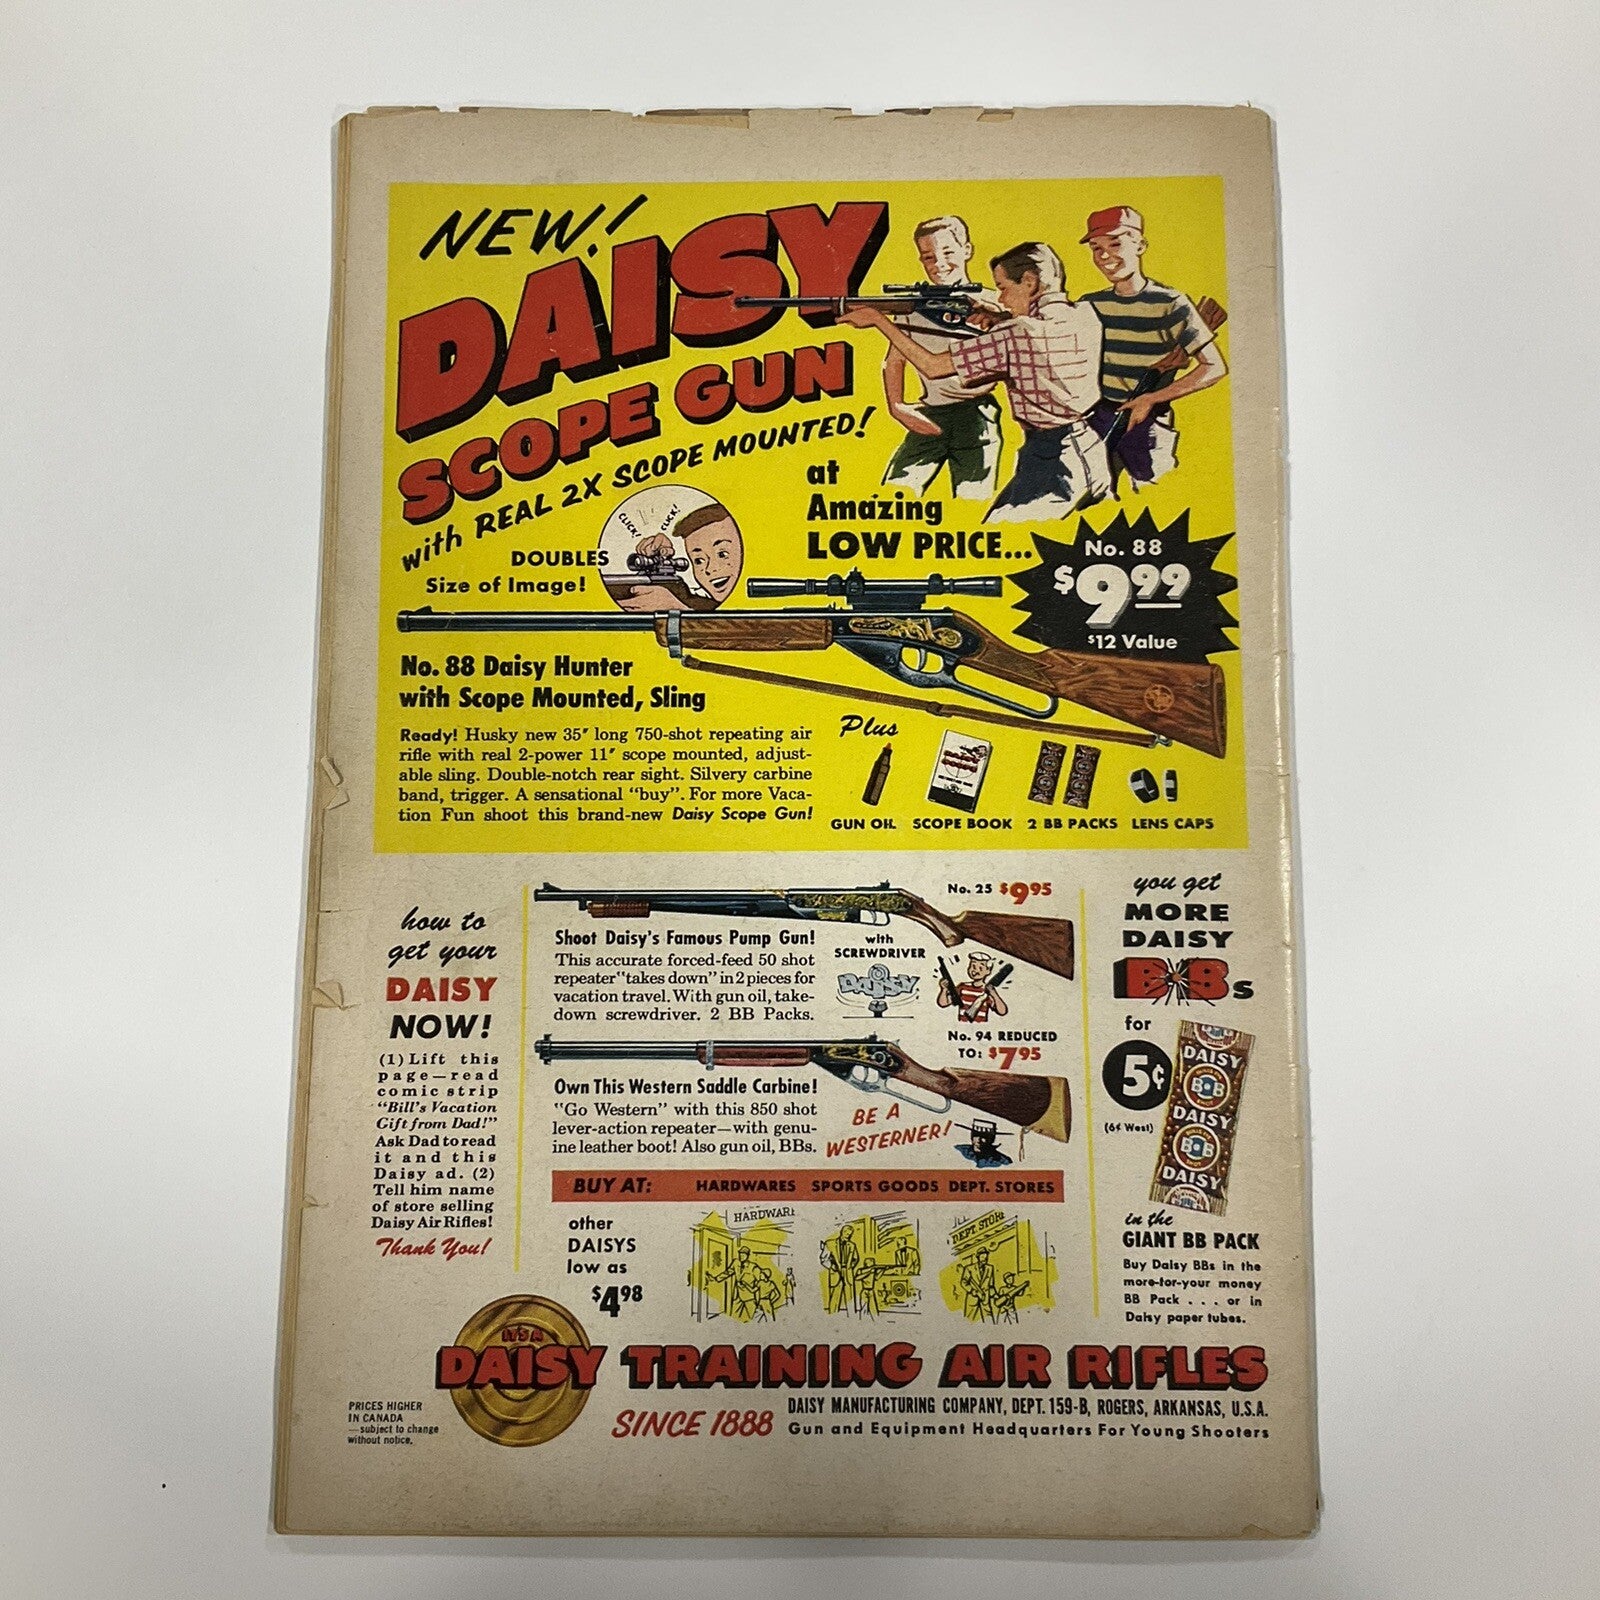 NEW!
DAISY
SCOPE GUN
with REAL 2X SCOPE MOUNTED!
CLICK! CLICK!
DOUBLES
Size of Image!
at
Amazing
LOW PRICE...
No. 88
$9 99
$12 Value
No. 88 Daisy Hunter
with Scope Mounted, Sling
Ready! Husky new 35" long 750-shot repeating air
rifle with real 2-power 11" scope mounted, adjust-
able sling. Double-notch rear sight. Silvery carbine
band, trigger. A sensational "buy". For more Vaca-
tion Fun shoot this brand-new Daisy Scope Gun!
Plus
GUN OIL SCOPE BOOK 2 BB PACKS LENS CAPS
how to
get your
DAISY
NOW!
(1) Lift this
page—read
comic strip
"Bill's Vacation
Gift from Dad!"
Ask Dad to read
it and this
Daisy ad. (2)
Tell him name
of store selling
Daisy Air Rifles!
Thank You!
No. 25 $9 95
Shoot Daisy's Famous Pump Gun!
This accurate forced-feed 50 shot
repeater "takes down" in 2 pieces for
vacation travel. With gun oil, take-
down screwdriver. 2 BB Packs.
with
SCREWDRIVER
DAISY
No. 94 REDUCED
TO: $7 95
Own This Western Saddle Carbine!
"Go Western" with this 850 shot
lever-action repeater—with genu-
ine leather boot! Also gun oil, BBs.
BE A
WESTERNER!
BUY AT: HARDWARES SPORTS GOODS DEPT. STORES
other
DAISYS
low as
$4 98
HARDWARE
DEPT. STORE
you get
MORE
DAISY
BBs
for
5¢
(6¢ West)
DAISY
BB
DAISY
BB
DAISY
in the
GIANT BB PACK
Buy Daisy BBs in the
more-for-your money
BB Pack . . . or in
Daisy paper tubes.
IT'S A
DAISY TRAINING AIR RIFLES
SINCE 1888
DAISY MANUFACTURING COMPANY, DEPT. 159-B, ROGERS, ARKANSAS, U.S.A.
Gun and Equipment Headquarters For Young Shooters
PRICES HIGHER
IN CANADA
—subject to change
without notice.